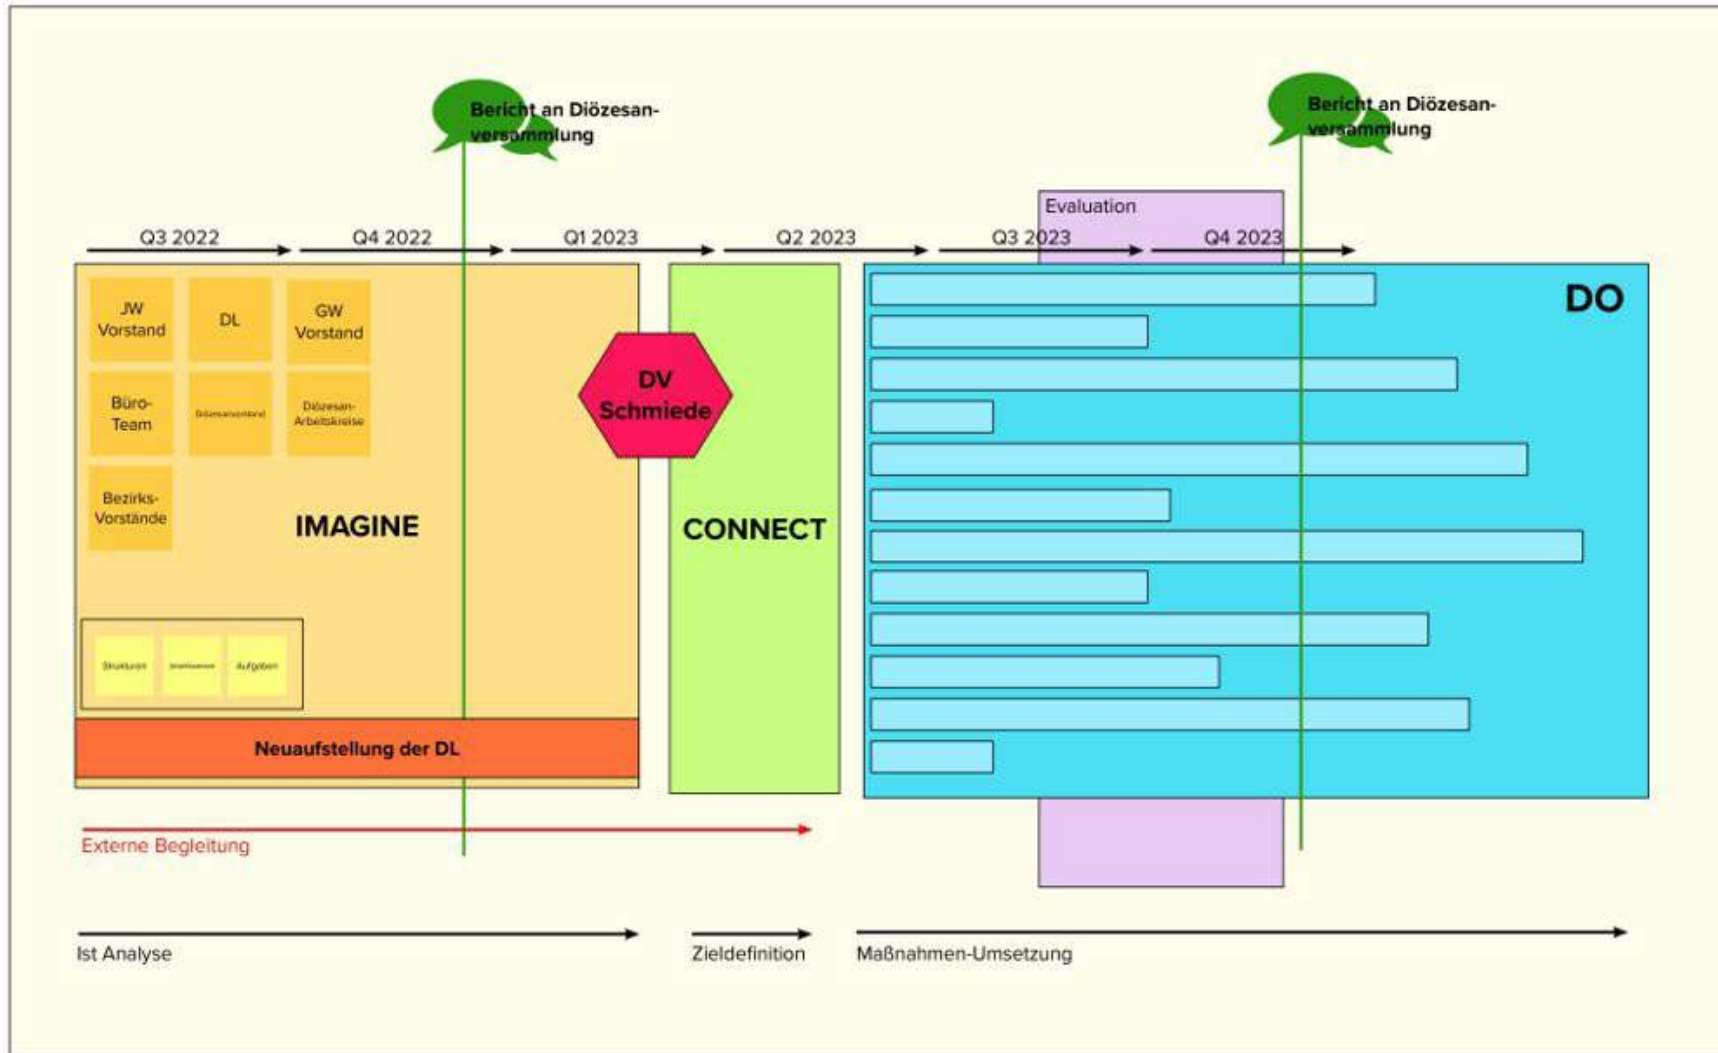 Bericht an Diözesan-
versammlung
Bericht an Diözesan-
versammlung
Evaluation
Q3 2022
Q4 2022
Q1 2023
Q2 2023
Q3 2023
Q4 2023
JW
Vorstand
DL
GW
Vorstand
DO
DV
Schmiede
Büro-
Team
Diözesanvorstand
Diözesan-
Arbeitskreise
Bezirks-
Vorstände
IMAGINE
CONNECT
Strukturen
Aufgaben
Neuaufstellung der DL
Externe Begleitung
Ist Analyse
Zieldefinition
Maßnahmen-Umsetzung